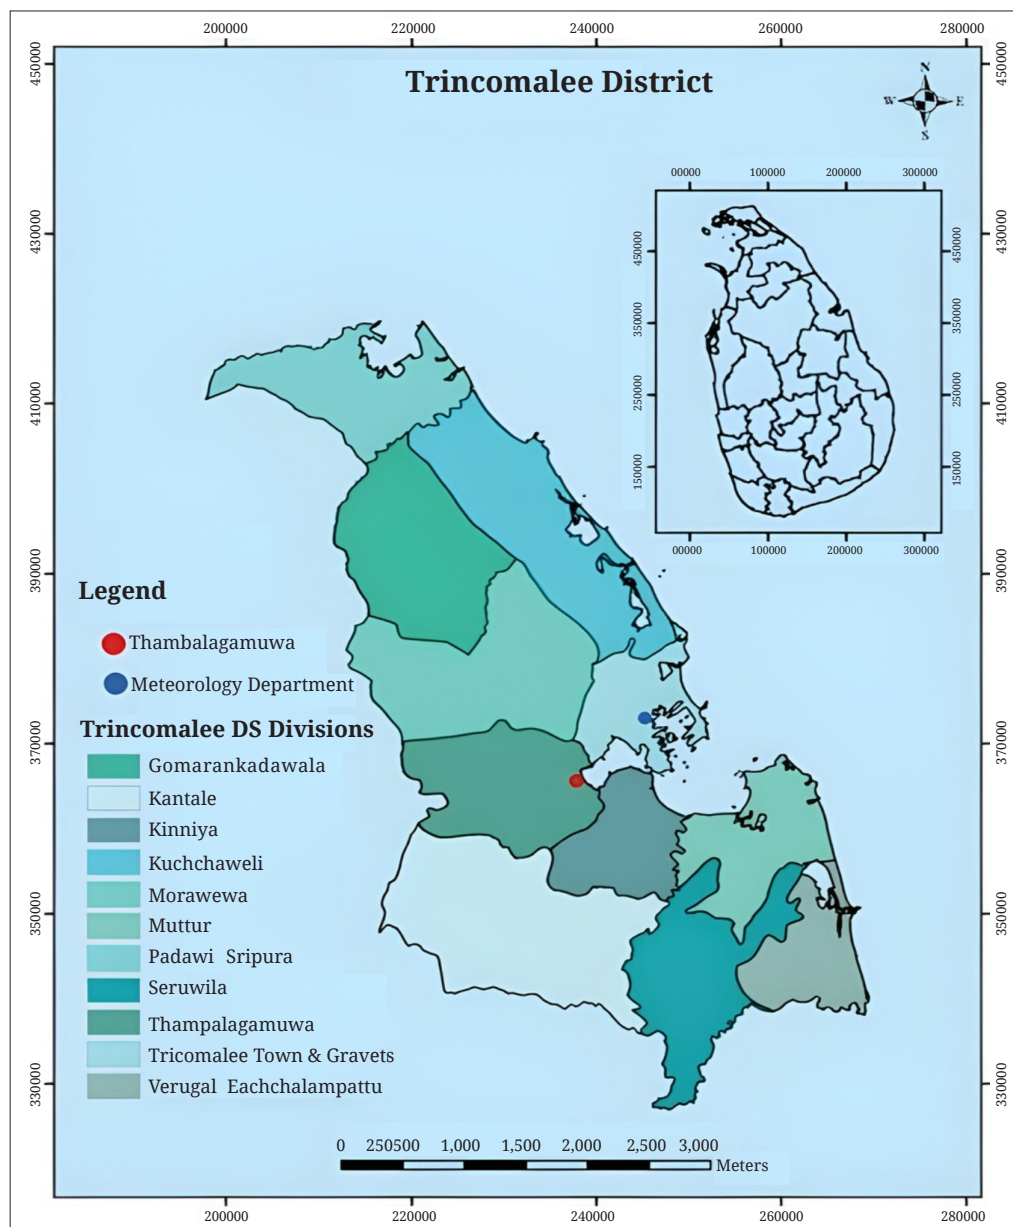 200000 220000 240000 260000 280000
450000 450000
Trincomalee District
N
W E
S
00000 100000 200000 300000
430000 430000
450000 450000
350000 350000
410000 410000
250000 250000
150000 150000
00000 100000 200000 300000
390000 390000
Legend
Thambalagamuwa
Meteorology Department
Trincomalee DS Divisions
370000 370000
Gomarankadawala
Kantale
Kinniya
Kuchchaweli
Morawewa
350000 350000
Muttur
Padawi Sripura
Seruwila
Thampalagamuwa
Tricomalee Town & Gravets
330000 330000
Verugal Eachchalampattu
0 250500 1,000 1,500 2,000 2,500 3,000
Meters
200000 220000 240000 260000 280000